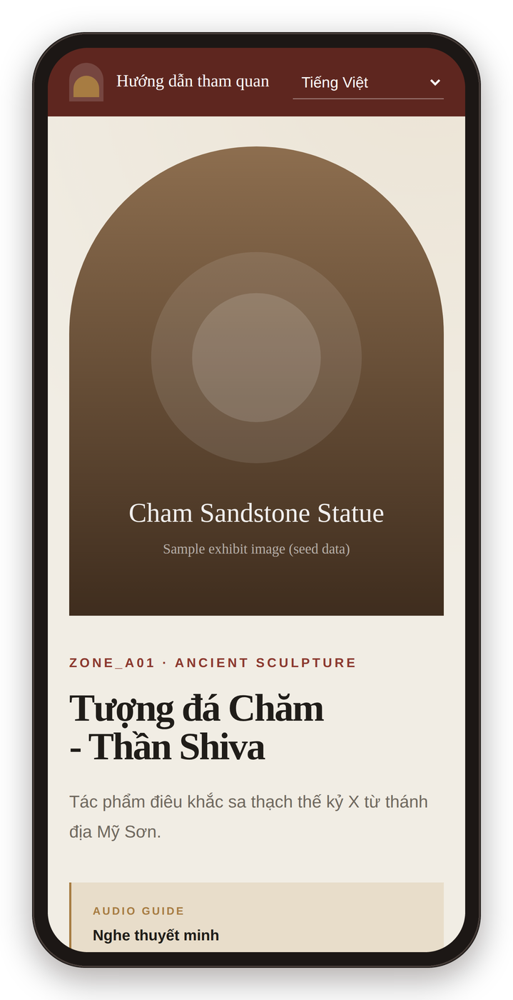 Hướng dẫn tham quan
Tiếng Việt
Cham Sandstone Statue
Sample exhibit image (seed data)
ZONE_A01 · ANCIENT SCULPTURE
Tượng đá Chăm
- Thần Shiva
Tác phẩm điêu khắc sa thạch thế kỷ X từ thánh
địa Mỹ Sơn.
AUDIO GUIDE
Nghe thuyết minh